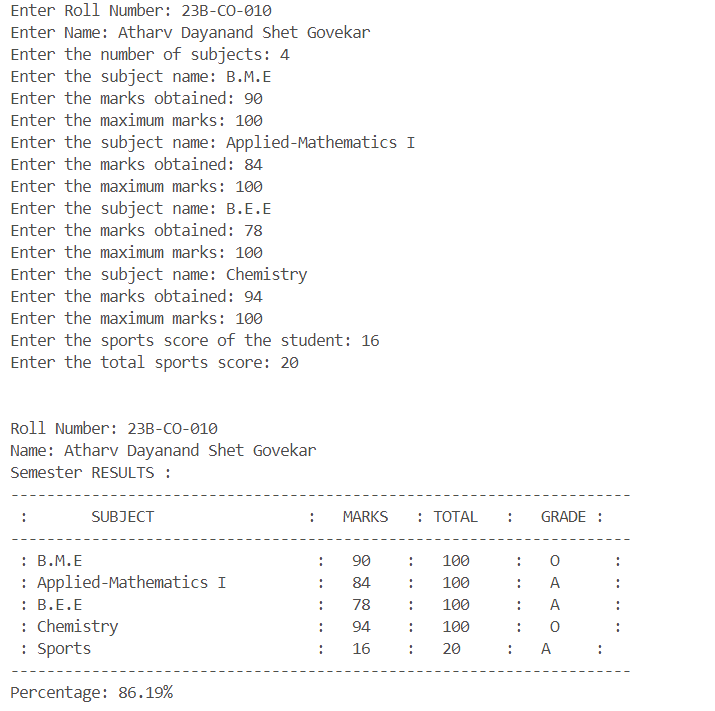 Enter Roll Number: 23B-CO-010
Enter Name: Atharv Dayanand Shet Govekar
Enter the number of subjects: 4
Enter the subject name: B.M.E
Enter the marks obtained: 90
Enter the maximum marks: 100
Enter the subject name: Applied-Mathematics I
Enter the marks obtained: 84
Enter the maximum marks: 100
Enter the subject name: B.E.E
Enter the marks obtained: 78
Enter the maximum marks: 100
Enter the subject name: Chemistry
Enter the marks obtained: 94
Enter the maximum marks: 100
Enter the sports score of the student: 16
Enter the total sports score: 20
Roll Number: 23B-CO-010
Name: Atharv Dayanand Shet Govekar
Semester RESULTS :
---------------------------------------------------------------------
 :       SUBJECT                 :   MARKS   : TOTAL   :   GRADE :
---------------------------------------------------------------------
 : B.M.E                          :   90    :   100     :   O      :
 : Applied-Mathematics I          :   84    :   100     :   A      :
 : B.E.E                          :   78    :   100     :   A      :
 : Chemistry                      :   94    :   100     :   O      :
 : Sports                         :   16    :   20     :   A     :
---------------------------------------------------------------------
Percentage: 86.19%